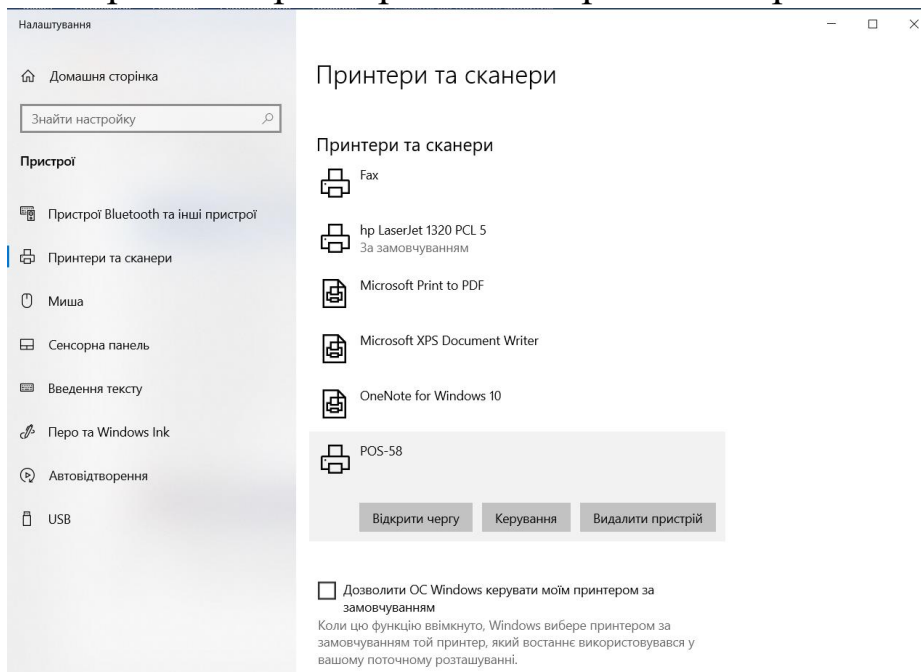 Налаштування
Домашня сторінка
Знайти настройку
Пристрої
Пристрої Bluetooth та інші пристрої
Принтери та сканери
Миша
Сенсорна панель
Введення тексту
Перо та Windows Ink
Автовідтворення
USB
Принтери та сканери
Принтери та сканери
Fax
hp LaserJet 1320 PCL 5
За замовчуванням
Microsoft Print to PDF
Microsoft XPS Document Writer
OneNote for Windows 10
POS-58
Відкрити чергу Керування Видалити пристрій
Дозволити ОС Windows керувати моїм принтером за
замовчуванням
Коли цю функцію ввімкнуто, Windows вибере принтером за
замовчуванням той принтер, який востаннє використовувався у
вашому поточному розташуванні.